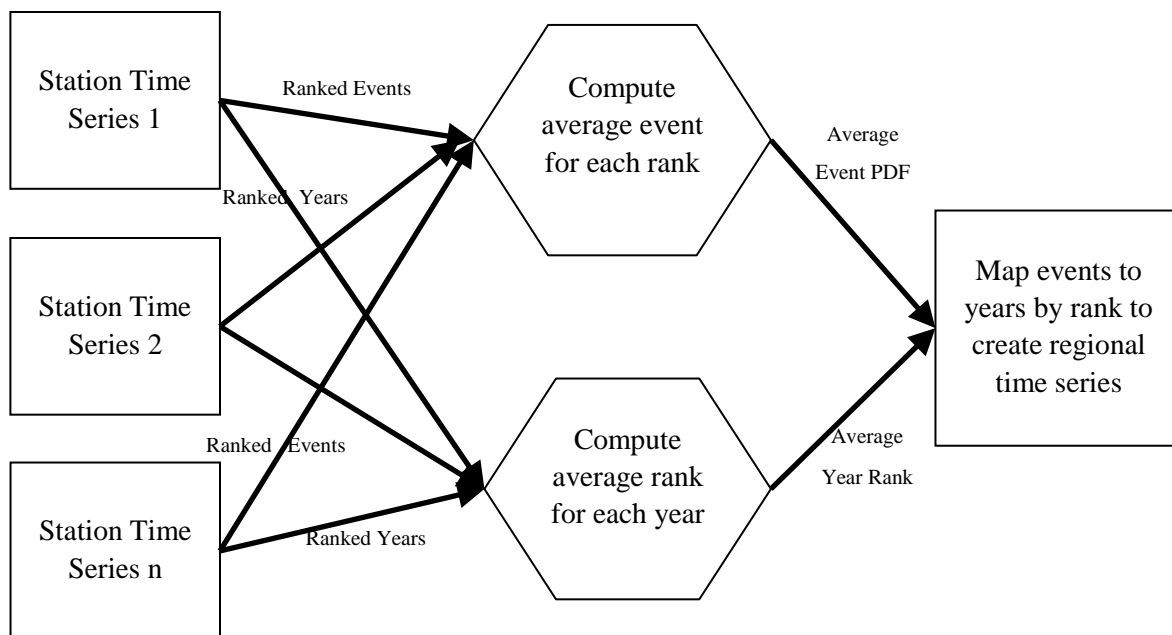 Station Time
Series 1
Ranked Events
Ranked Years
Compute
average event
for each rank
Average
Event PDF
Station Time
Series 2
Map events to
years by rank to
create regional
time series
Ranked Events
Compute
average rank
for each year
Average
Year Rank
Station Time
Series n
Ranked Years